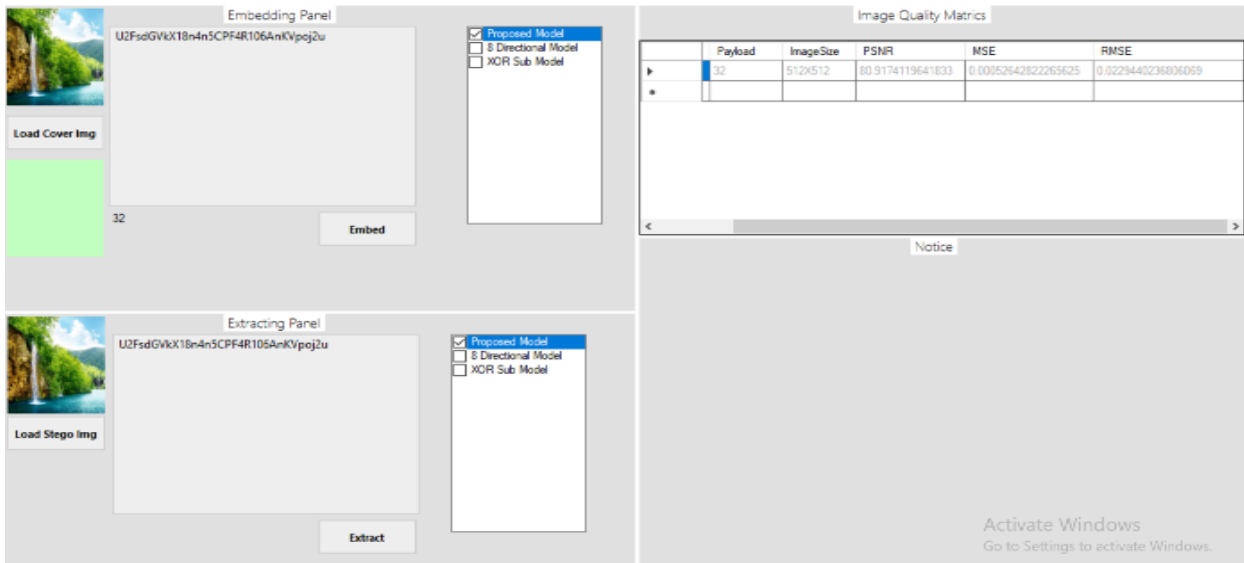 Embedding Panel
U2FsdGVkX18n4n5CPF4R106AnKVpoj2u
Proposed Model
8 Directional Model
XOR Sub Model
Load Cover Img
32
Embed
Image Quality Matrics
Payload ImageSize PSNR MSE RMSE
32 512X512 80.9174119641833 0.00052642822265625 0.0229440236806069
Notice
Extracting Panel
U2FsdGVkX18n4n5CPF4R106AnKVpoj2u
Proposed Model
8 Directional Model
XOR Sub Model
Load Stego Img
Extract
Activate Windows
Go to Settings to activate Windows.